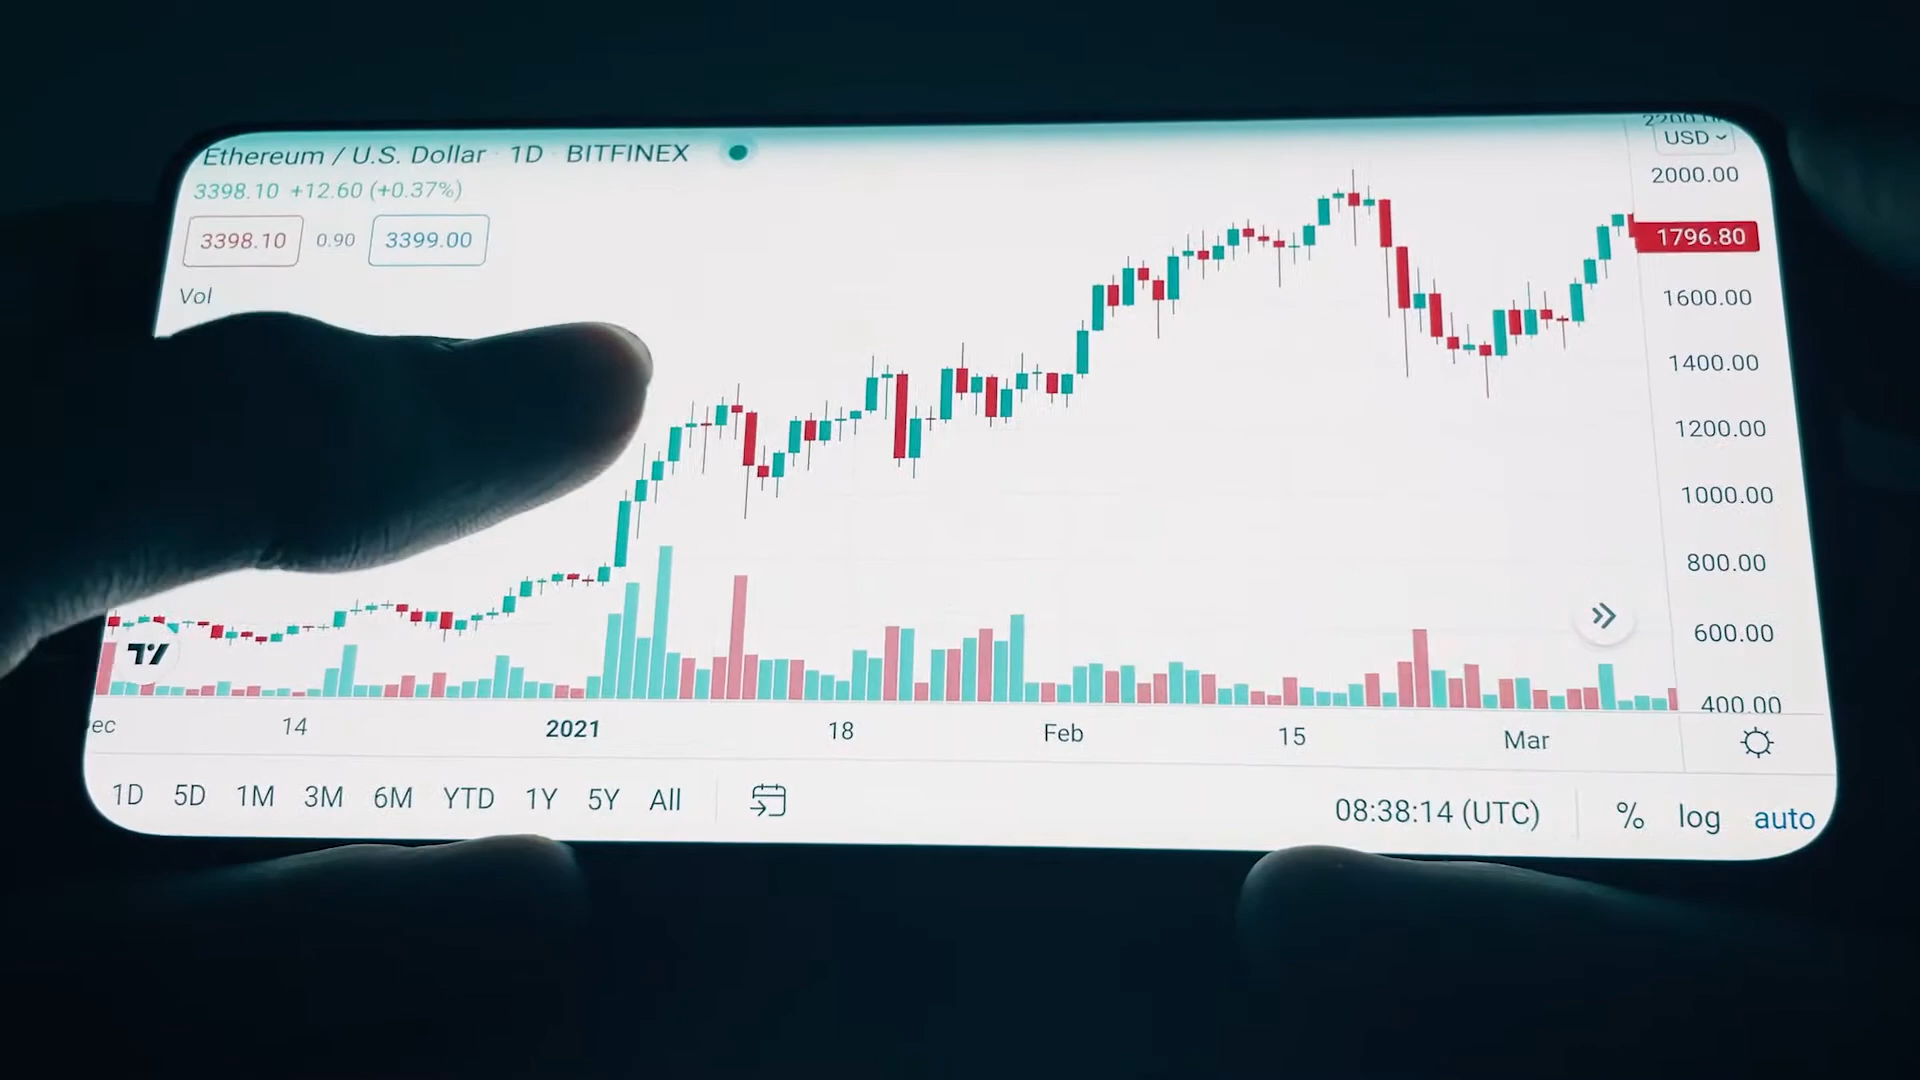 Ethereum / U.S. Dollar · 1D · BITFINEX
USD
3398.10 +12.60 (+0.37%)
3398.10 0.90 3399.00
Vol
2000.00
1796.80
1600.00
1400.00
1200.00
1000.00
800.00
600.00
400.00
ec 14 2021 18 Feb 15 Mar
1D 5D 1M 3M 6M YTD 1Y 5Y All
08:38:14 (UTC) % log auto